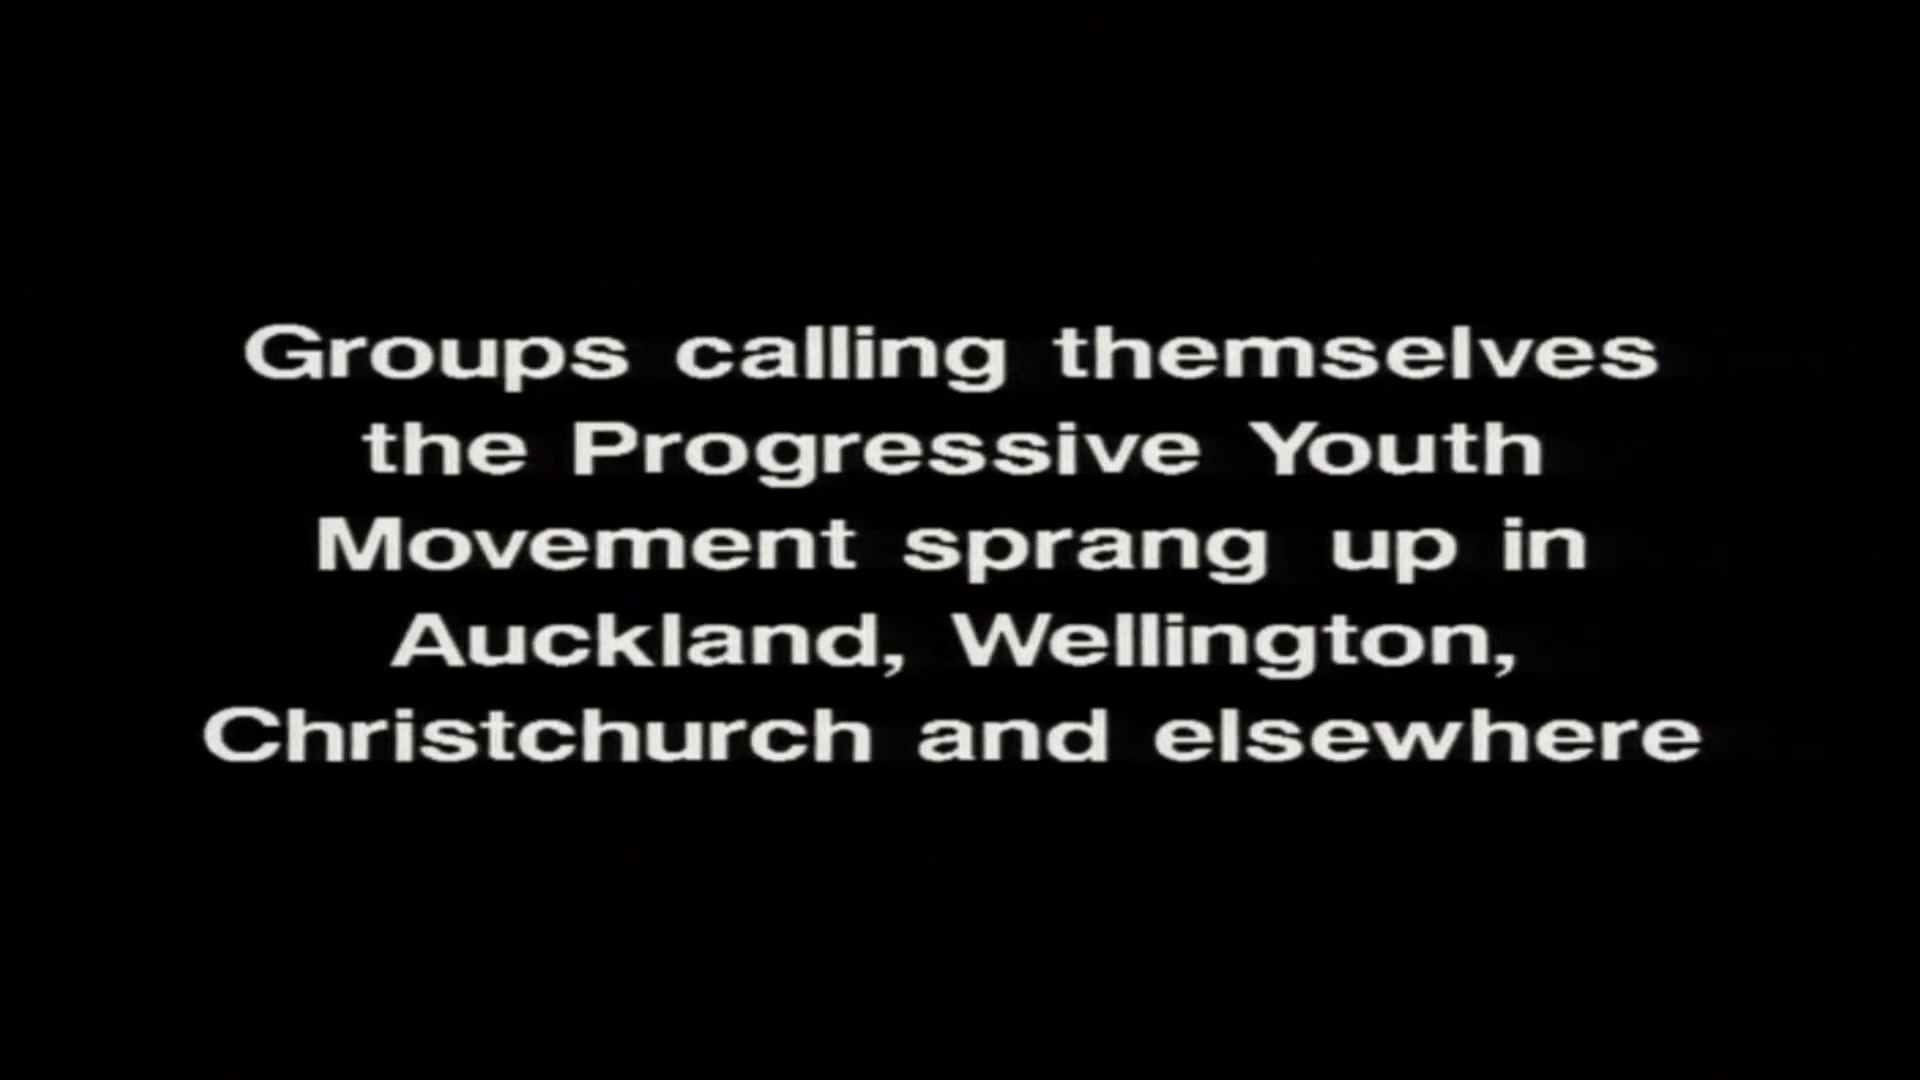 Groups calling themselves
the Progressive Youth
Movement sprang up in
Auckland, Wellington,
Christchurch and elsewhere